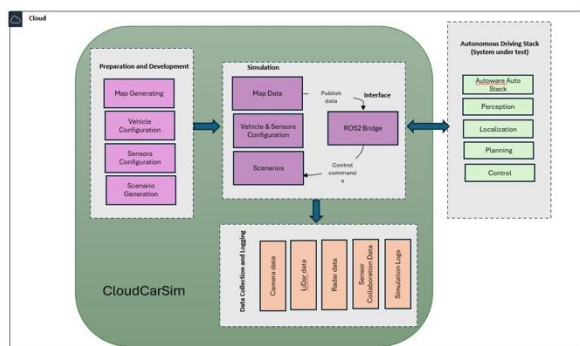 Cloud
Preparation and Development
Map Generating
Vehicle
Configuration
Sensors
Configuration
Scenario
Generation
Simulation
Map Data
Vehicle & Sensors
Configuration
Scenarios
Publish
data
Interface
ROS2 Bridge
Control
command
s
Autonomous Driving Stack
(System under test)
Autoware Auto
Stack
Perception
Localization
Planning
Control
CloudCarSim
Data Collection and Logging
Camera data
LiDar data
Radar data
Sensor
Collaboration Data
Simulation Logs